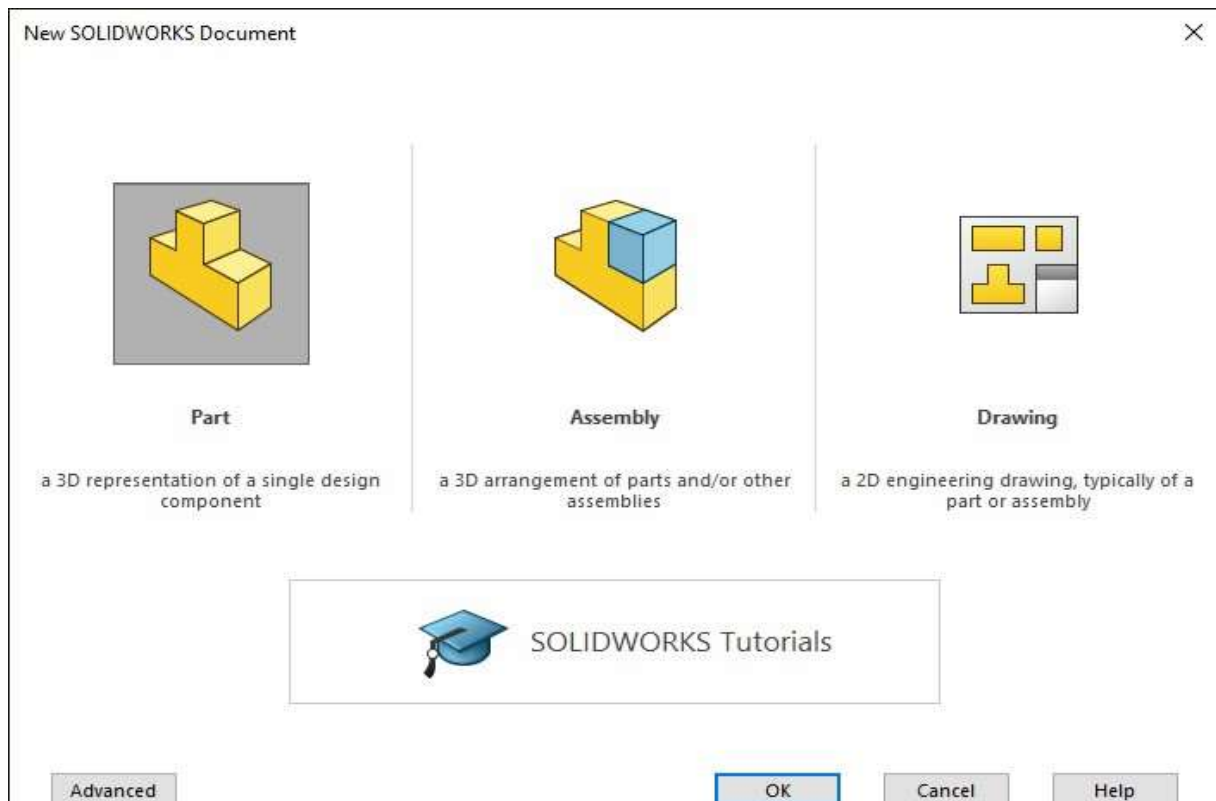 New SOLIDWORKS Document
Part
a 3D representation of a single design
component
Assembly
a 3D arrangement of parts and/or other
assemblies
Drawing
a 2D engineering drawing, typically of a
part or assembly
SOLIDWORKS Tutorials
Advanced
OK
Cancel
Help